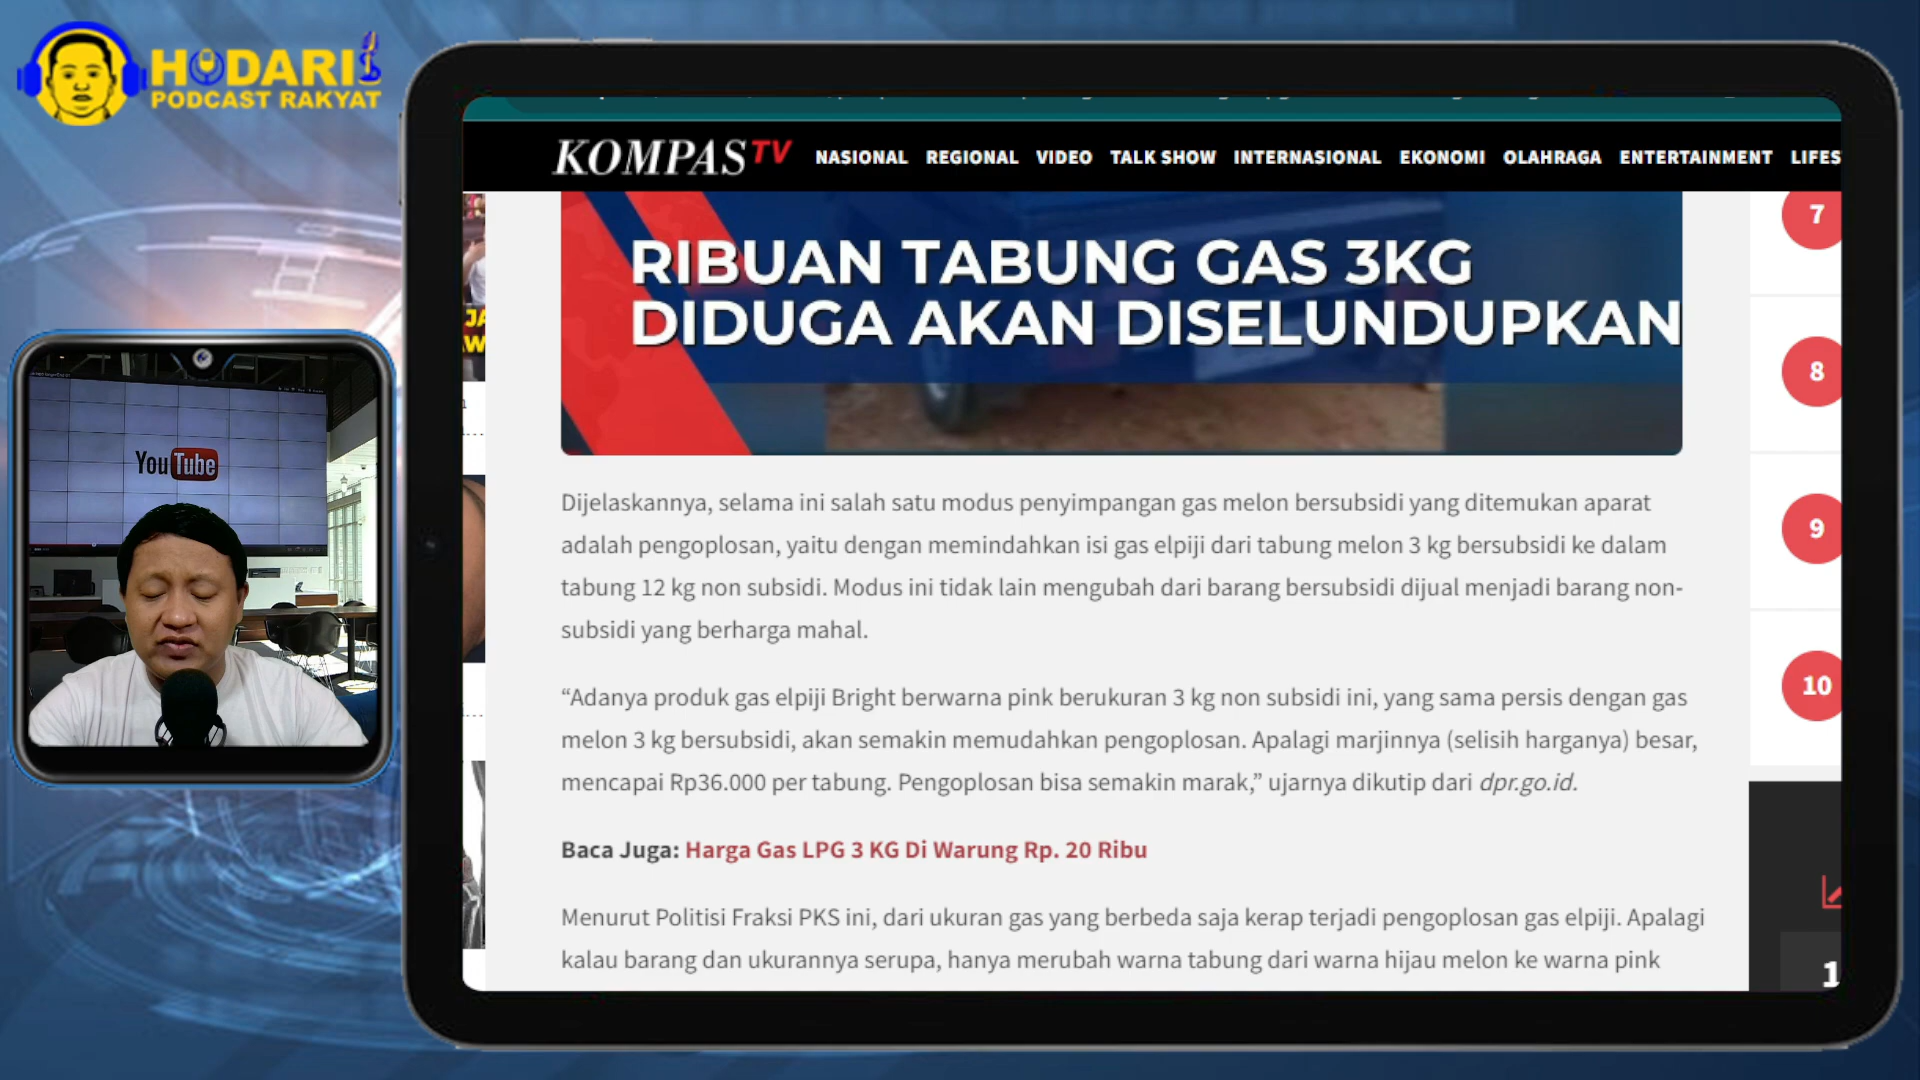 HODARI
PODCAST RAKYAT
YouTube
KOMPASTV
NASIONAL REGIONAL VIDEO TALK SHOW INTERNASIONAL EKONOMI OLAHRAGA ENTERTAINMENT LIFES
RIBUAN TABUNG GAS 3KG
DIDUGA AKAN DISELUNDUPKAN
Dijelaskannya, selama ini salah satu modus penyimpangan gas melon bersubsidi yang ditemukan aparat
adalah pengoplosan, yaitu dengan memindahkan isi gas elpiji dari tabung melon 3 kg bersubsidi ke dalam
tabung 12 kg non subsidi. Modus ini tidak lain mengubah dari barang bersubsidi dijual menjadi barang non-
subsidi yang berharga mahal.
“Adanya produk gas elpiji Bright berwarna pink berukuran 3 kg non subsidi ini, yang sama persis dengan gas
melon 3 kg bersubsidi, akan semakin memudahkan pengoplosan. Apalagi marjinnya (selisih harganya) besar,
mencapai Rp36.000 per tabung. Pengoplosan bisa semakin marak,” ujarnya dikutip dari dpr.go.id.
Baca Juga: Harga Gas LPG 3 KG Di Warung Rp. 20 Ribu
Menurut Politisi Fraksi PKS ini, dari ukuran gas yang berbeda saja kerap terjadi pengoplosan gas elpiji. Apalagi
kalau barang dan ukurannya serupa, hanya merubah warna tabung dari warna hijau melon ke warna pink
7
8
9
10
1